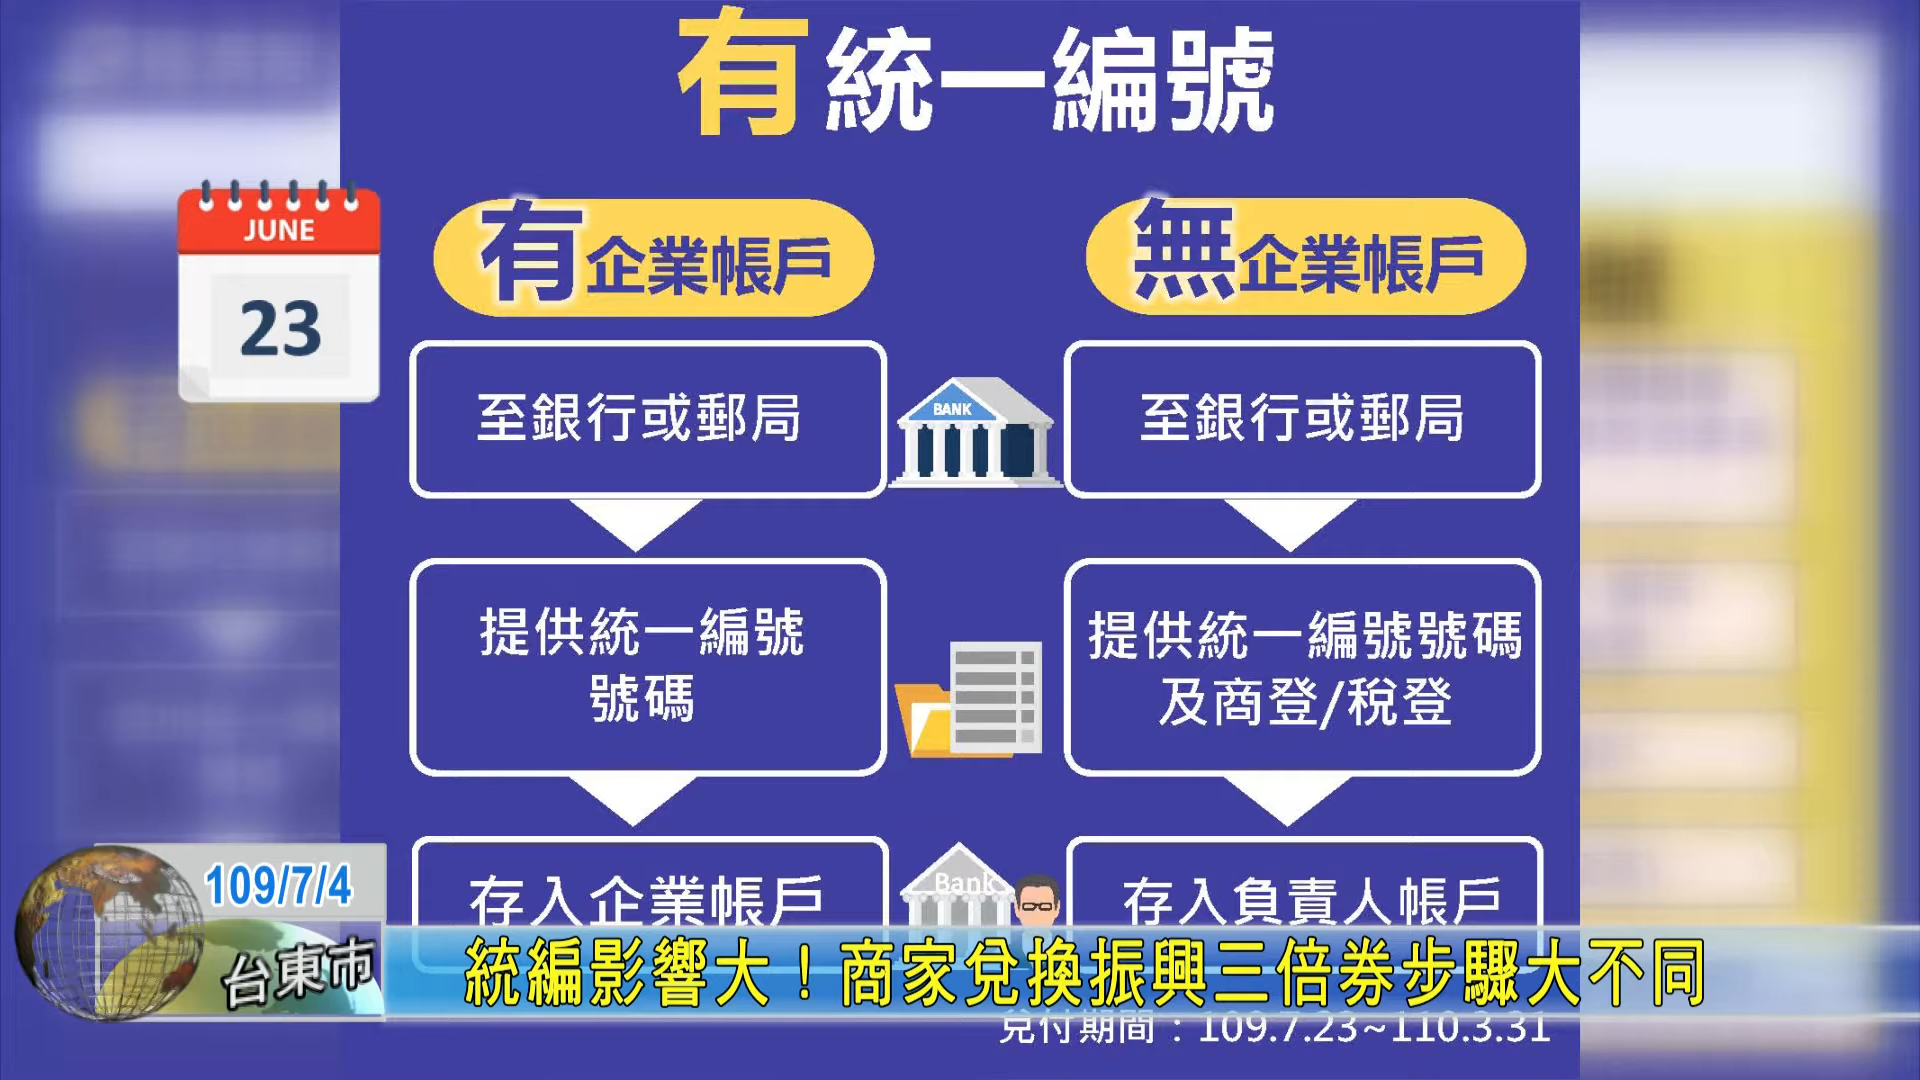 有統一編號
JUNE
23
有企業帳戶
無企業帳戶
至銀行或郵局
BANK
至銀行或郵局
提供統一編號
號碼
提供統一編號號碼
及商登/稅登
存入企業帳戶
Bank
存入負責人帳戶
109/7/4
台東市
統編影響大！商家兌換振興三倍券步驟大不同
兌付期間：109.7.23~110.3.31